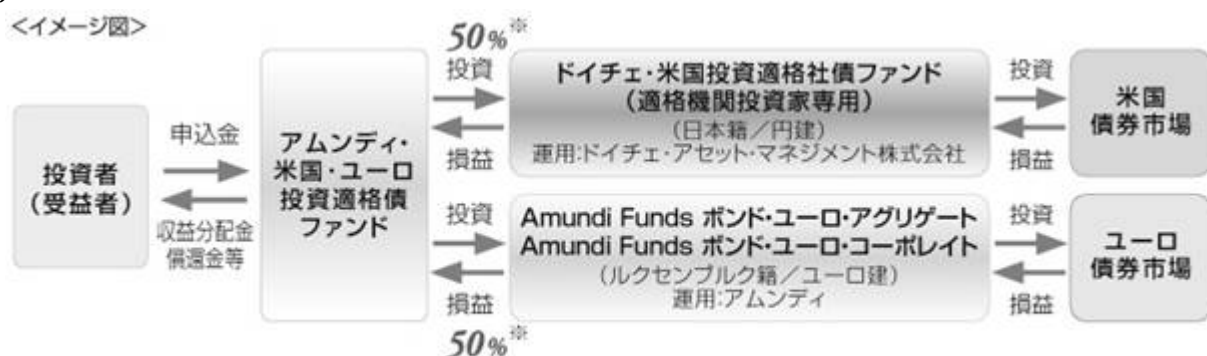 <イメージ図>
50%※
投資
損益
ドイチェ・米国投資適格社債ファンド
(適格機関投資家専用)
(日本籍/円建)
運用:ドイチェ・アセット・マネジメント株式会社
投資
損益
米国
債券市場
投資者
(受益者)
申込金
収益分配金
償還金等
アムンディ・
米国・ユーロ
投資適格債
ファンド
投資
損益
50%※
Amundi Funds ボンド・ユーロ・アグリゲート
Amundi Funds ボンド・ユーロ・コーポレイト
(ルクセンブルク籍/ユーロ建)
運用:アムンディ
投資
損益
ユーロ
債券市場